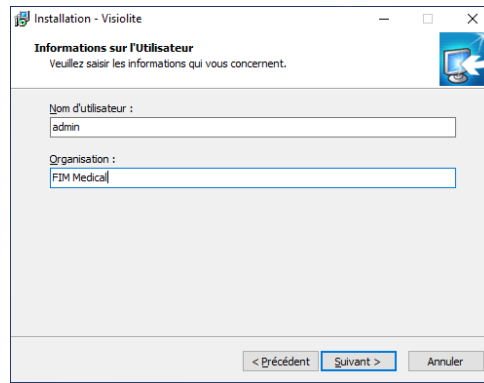 Installation - Visiolite
Informations sur l'Utilisateur
Veuillez saisir les informations qui vous concernent.
Nom d'utilisateur :
admin
Organisation :
FIM Medical
< Précédent
Suivant >
Annuler